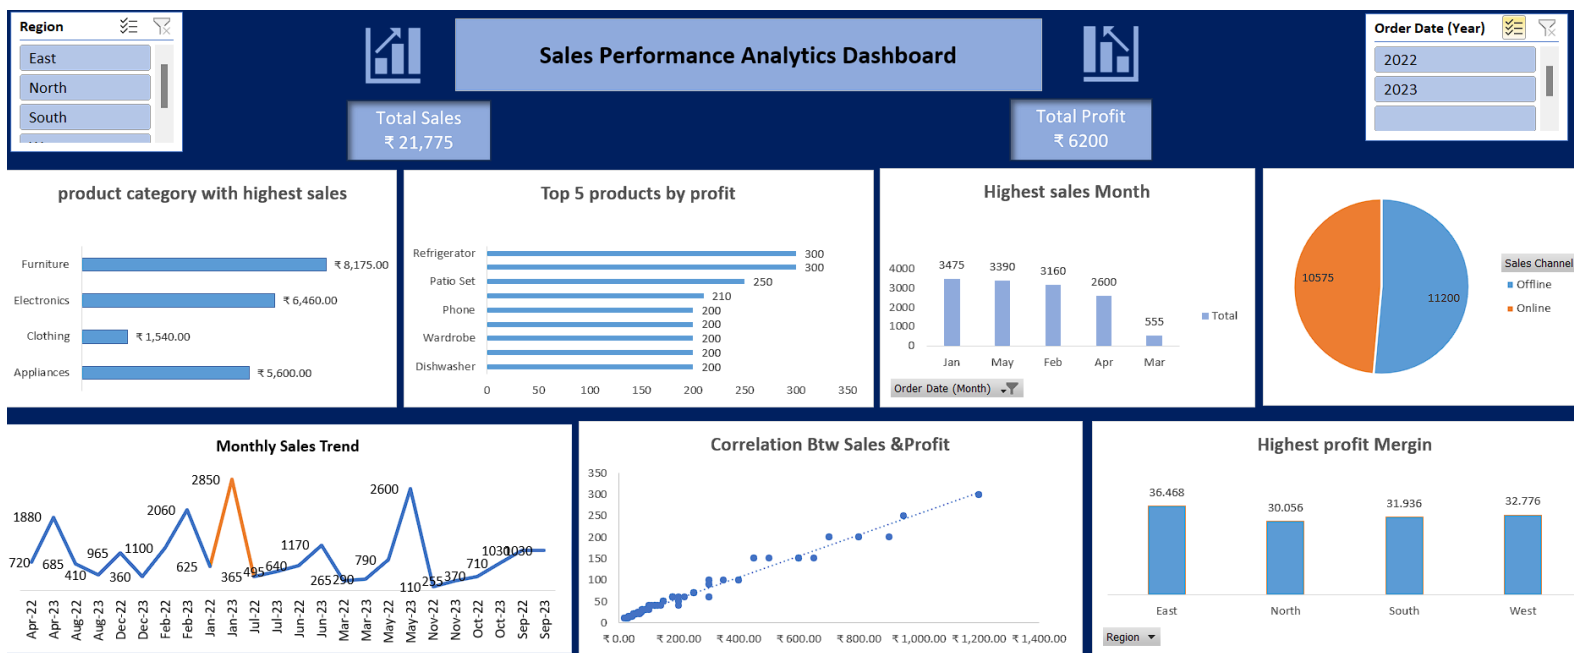 Region
East
North
South
Sales Performance Analytics Dashboard
Total Sales
₹ 21,775
Total Profit
₹ 6200
Order Date (Year)
2022
2023
product category with highest sales
Furniture
₹ 8,175.00
Electronics
₹ 6,460.00
Clothing
₹ 1,540.00
Appliances
₹ 5,600.00
Top 5 products by profit
Refrigerator
300
300
Patio Set
250
210
Phone
200
200
Wardrobe
200
200
Dishwasher
200
0 50 100 150 200 250 300 350
Highest sales Month
4000
3000
2000
1000
0
3475 3390 3160 2600 555
Jan May Feb Apr Mar
Total
Order Date (Month)
10575
11200
Sales Channel
Offline
Online
Monthly Sales Trend
720
1880
685
410
965
360
1100
2060
625
2850
365
495
640
1170
265
290
790
2600
110
255
370
710
1030
1030
Apr-22
Apr-23
Aug-22
Aug-23
Dec-22
Dec-23
Feb-22
Feb-23
Jan-22
Jan-23
Jul-22
Jul-23
Jun-22
Jun-23
Mar-22
Mar-23
May-22
May-23
Nov-22
Nov-23
Oct-22
Oct-23
Sep-22
Sep-23
Correlation Btw Sales &Profit
350
300
250
200
150
100
50
0
₹ 0.00 ₹ 200.00 ₹ 400.00 ₹ 600.00 ₹ 800.00 ₹ 1,000.00 ₹ 1,200.00 ₹ 1,400.00
Highest profit Mergin
36.468
30.056
31.936
32.776
East North South West
Region